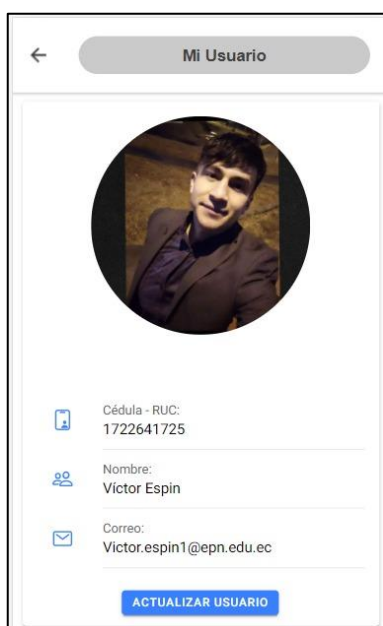 Mi Usuario
Cédula - RUC:
1722641725
Nombre:
Víctor Espin
Correo:
Victor.espin1@epn.edu.ec
ACTUALIZAR USUARIO